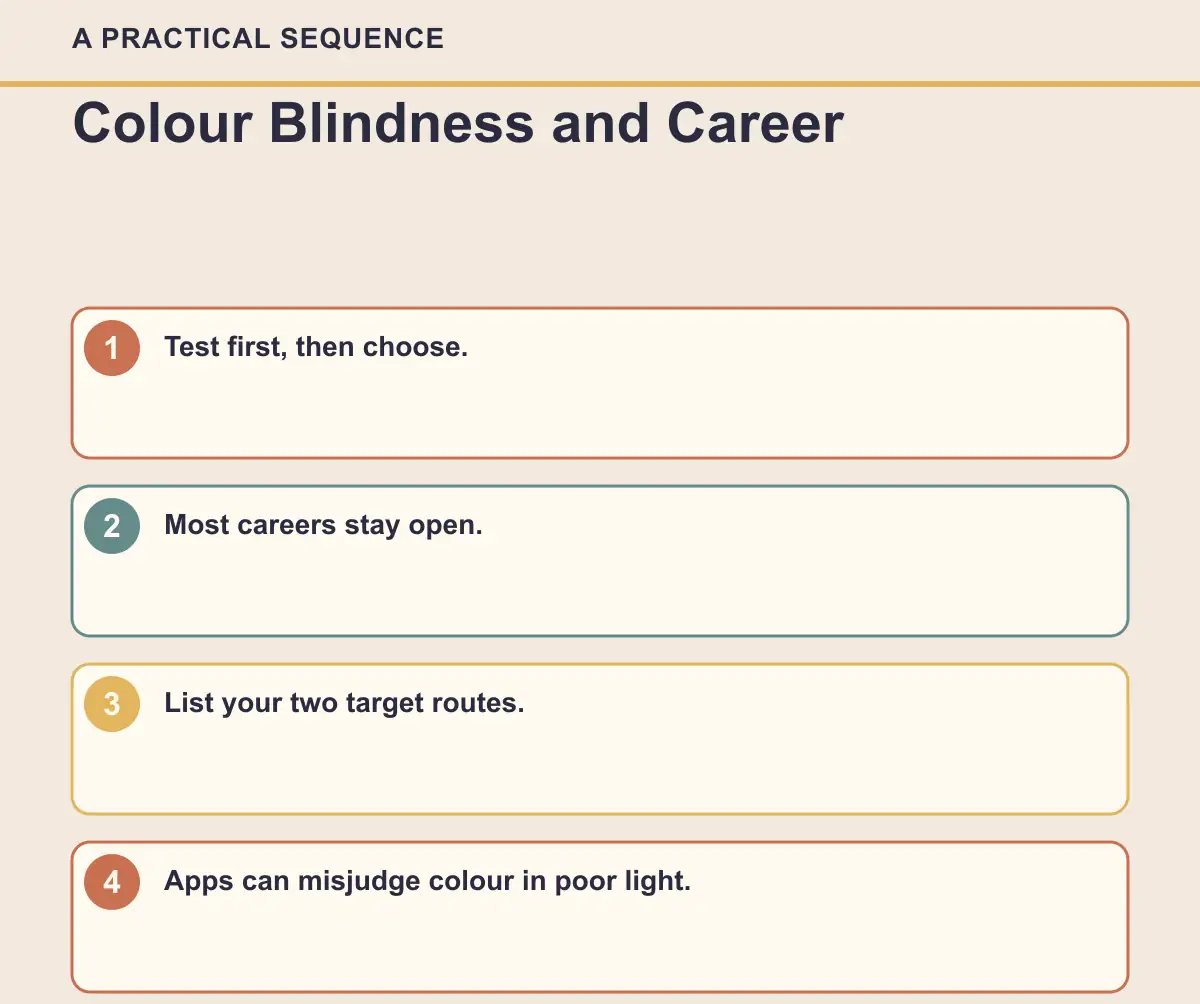 A PRACTICAL SEQUENCE
Colour Blindness and Career
1 Test first, then choose.
2 Most careers stay open.
3 List your two target routes.
4 Apps can misjudge colour in poor light.